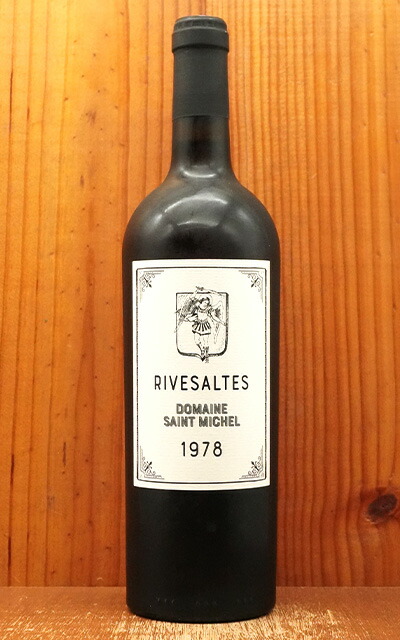 RIVESALTES
DOMAINE
SAINT MICHEL
1978